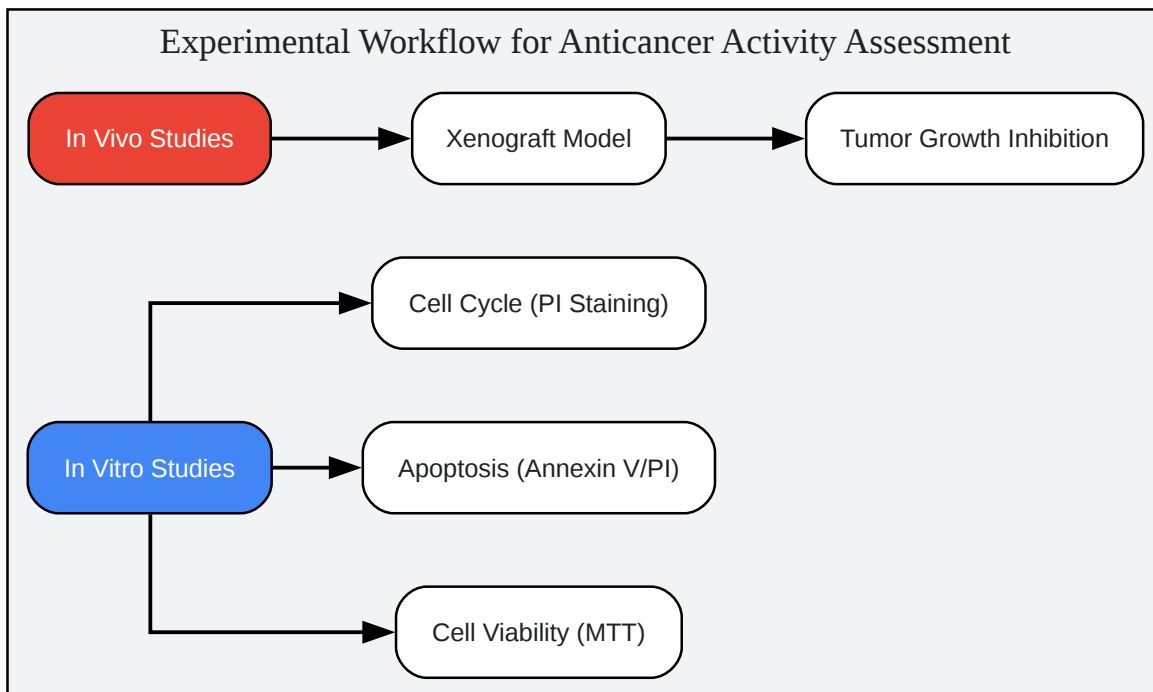 Experimental Workflow for Anticancer Activity Assessment
In Vivo Studies
Xenograft Model
Tumor Growth Inhibition
Cell Cycle (PI Staining)
In Vitro Studies
Apoptosis (Annexin V/PI)
Cell Viability (MTT)